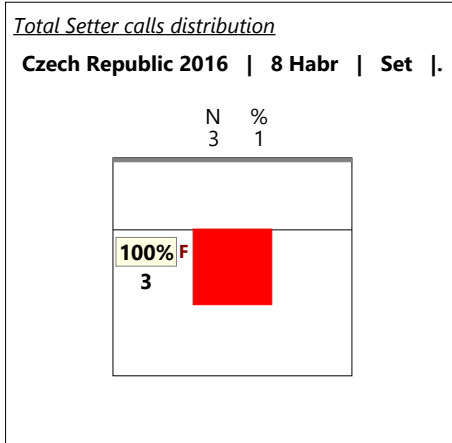 Total Setter calls distribution
Czech Republic 2016 | 8 Habr | Set |.
N %
3 1
100% F
3